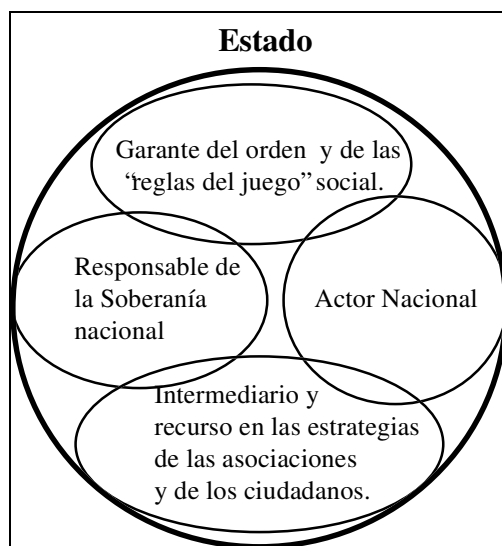 Estado
Garante del orden y de las
“reglas del juego” social.
Responsable de
la Soberanía
nacional
Actor Nacional
Intermediario y
recurso en las estrategias
de las asociaciones
y de los ciudadanos.